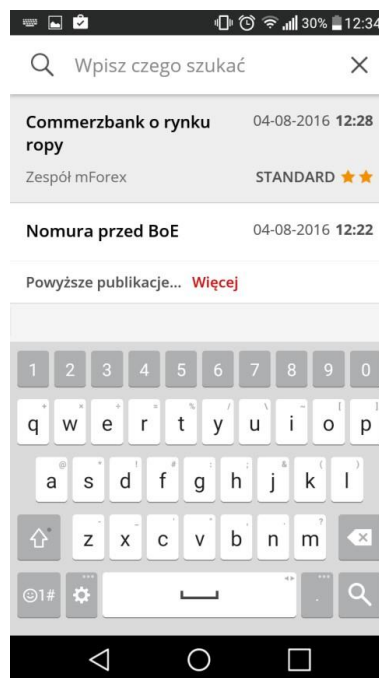 30% 12:34
Wpisz czego szukać
Commerzbank o rynku 04-08-2016 12:28
ropy
Zespół mForex STANDARD
Nomura przed BoE 04-08-2016 12:22
Powyższe publikacje... Więcej
1 2 3 4 5 6 7 8 9 0
q w e r t y u i o p
a s d f g h j k l
z x c v b n m
1# .